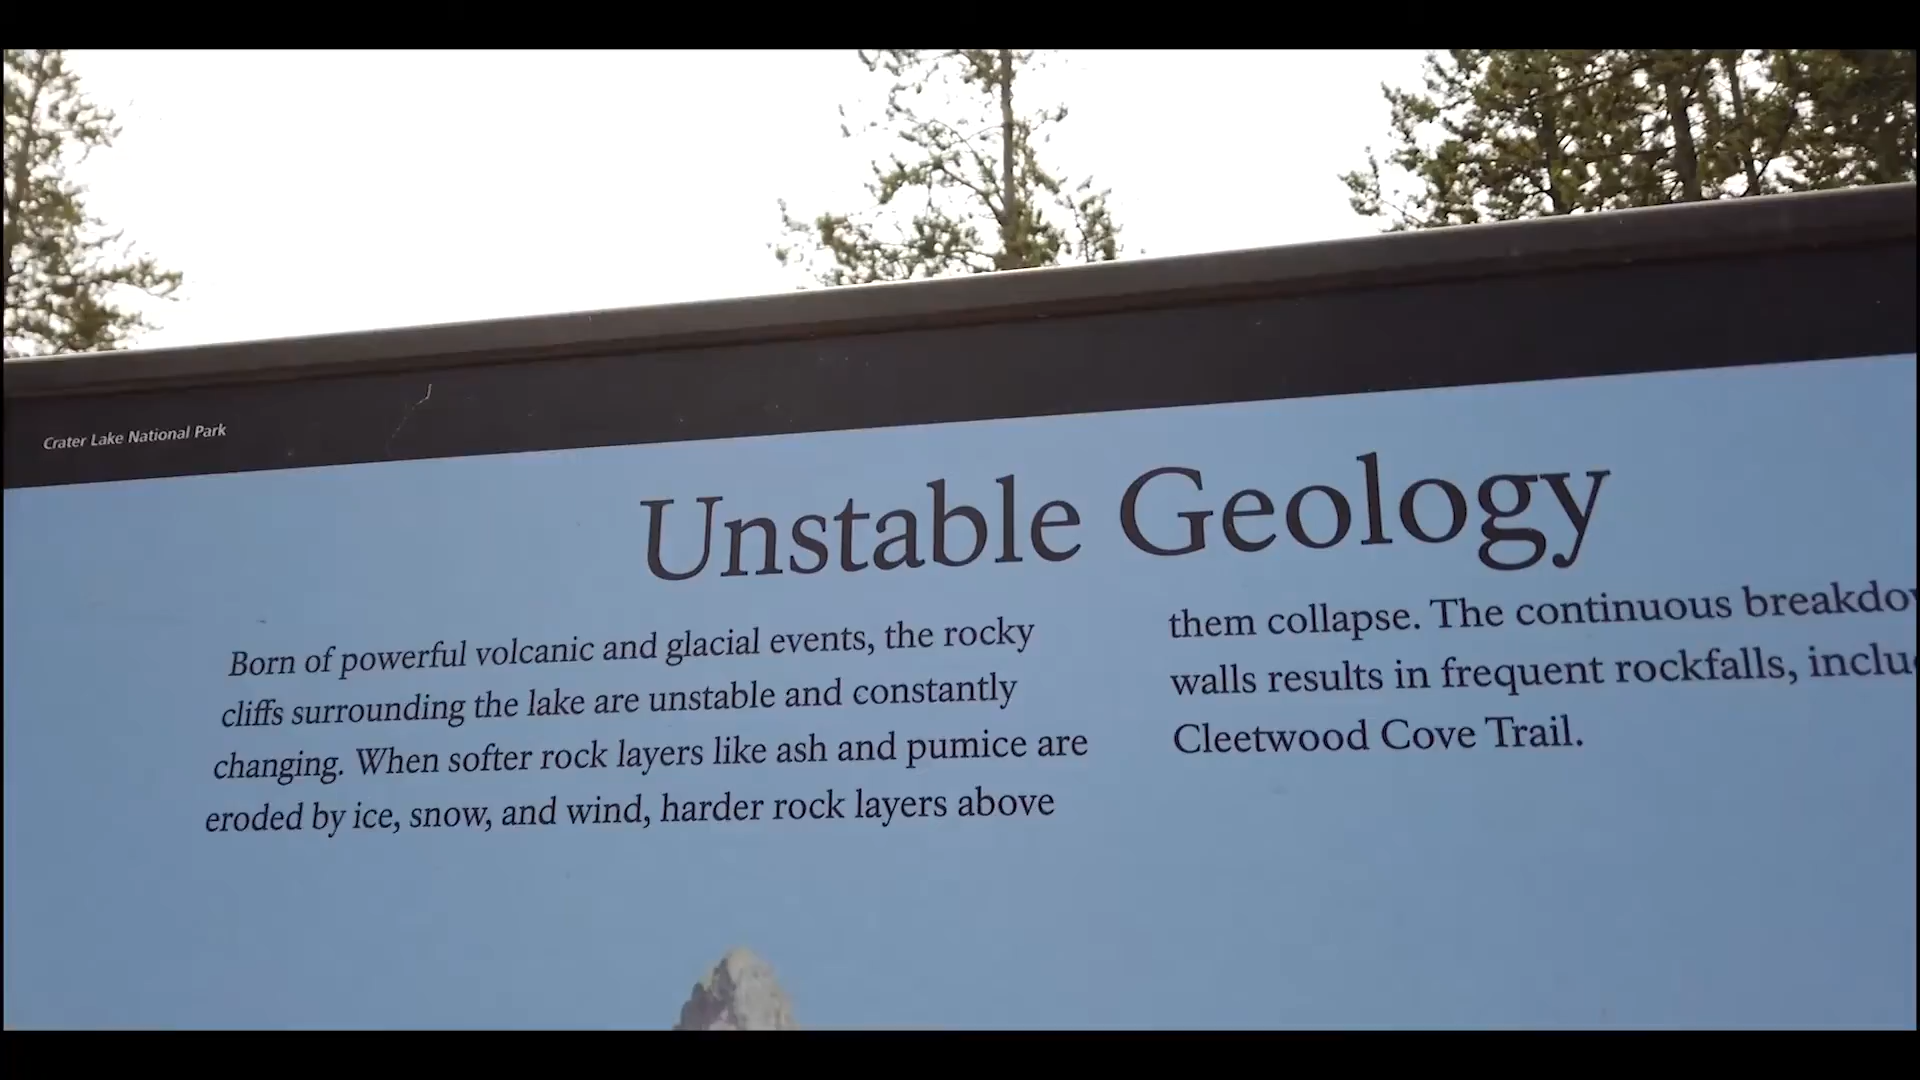 Crater Lake National Park
Unstable Geology
Born of powerful volcanic and glacial events, the rocky
cliffs surrounding the lake are unstable and constantly
changing. When softer rock layers like ash and pumice are
eroded by ice, snow, and wind, harder rock layers above
them collapse. The continuous
walls results in frequent rockfalls,
Cleetwood Cove Trail.